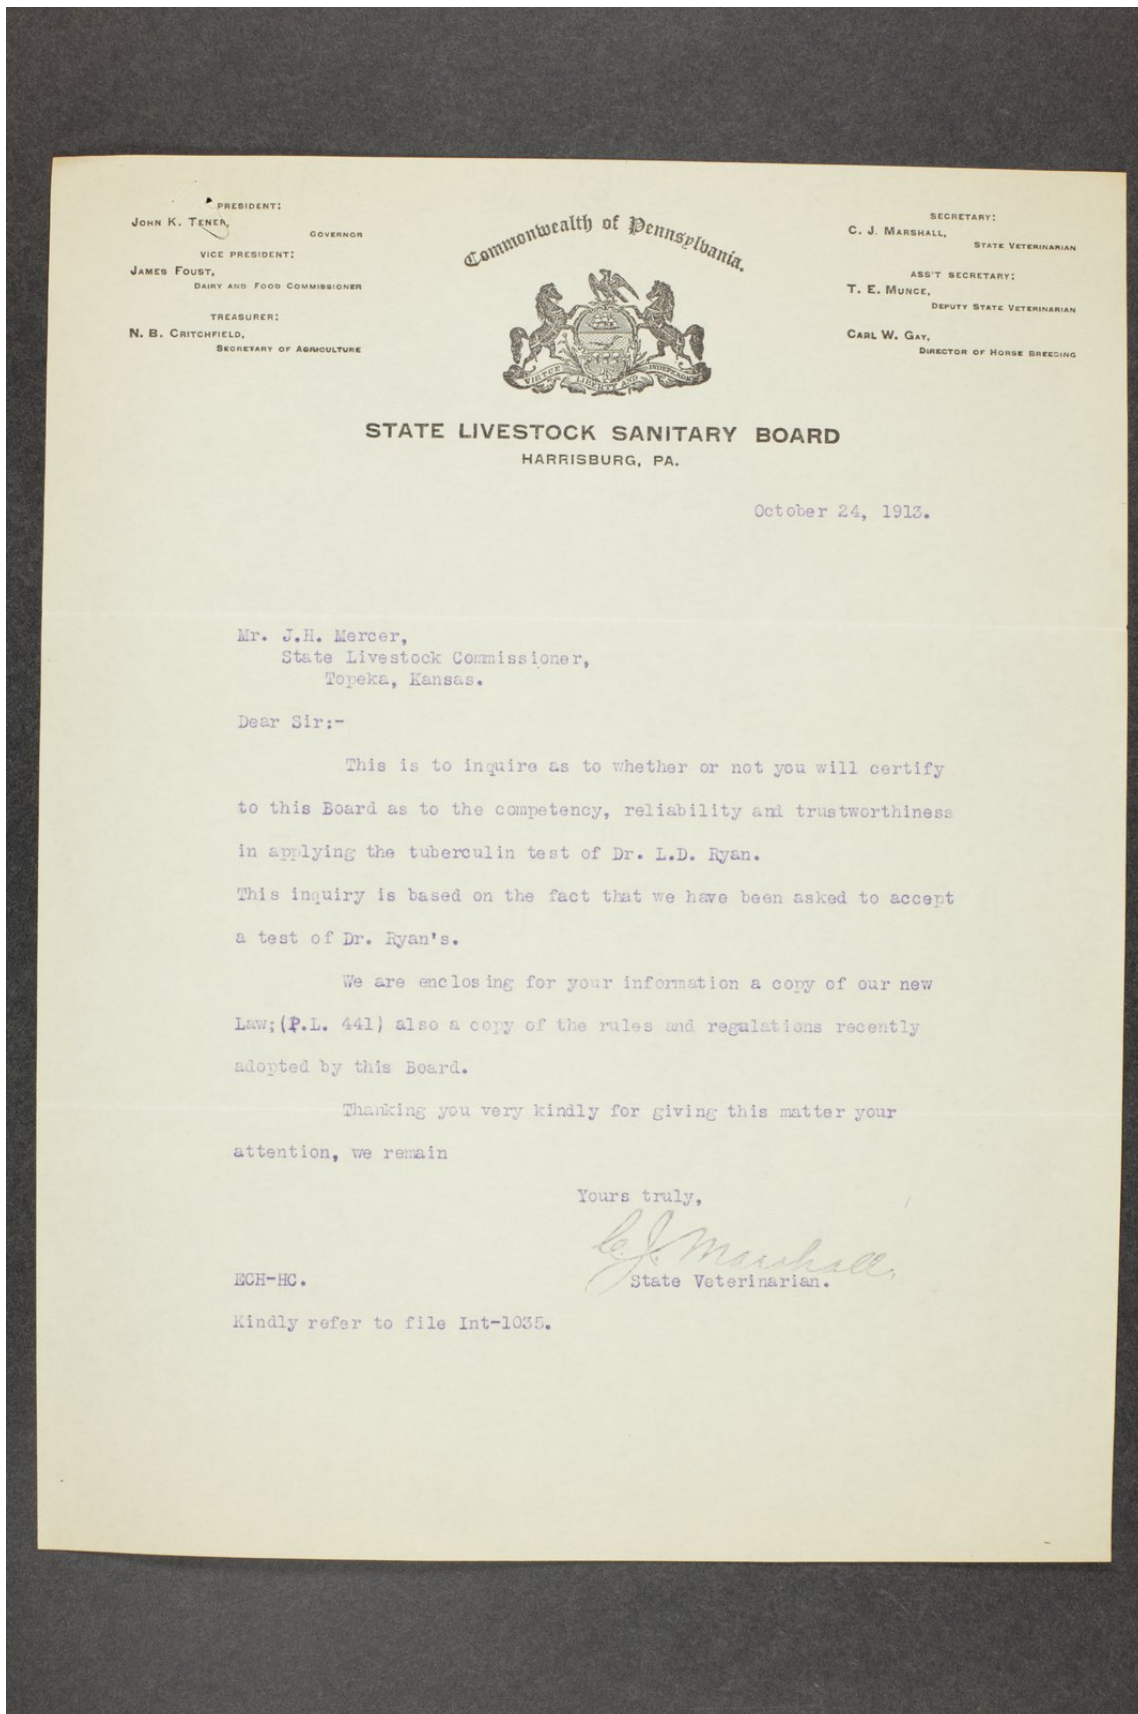 PRESIDENT:
JOHN K. TENER,
GOVERNOR
VICE PRESIDENT:
JAMES FOUST,
DAIRY AND FOOD COMMISSIONER
TREASURER:
N. B. CRITCHFIELD,
SECRETARY OF AGRICULTURE
Commonwealth of Pennsylvania.
VIRTUE LIBERTY AND INDEPENDENCE
SECRETARY:
C. J. MARSHALL,
STATE VETERINARIAN
ASS'T SECRETARY:
T. E. MUNCE,
DEPUTY STATE VETERINARIAN
CARL W. GAY,
DIRECTOR OF HORSE BREEDING
STATE LIVESTOCK SANITARY BOARD
HARRISBURG, PA.
October 24, 1913.
Mr. J.H. Mercer,
State Livestock Commissioner,
Topeka, Kansas.
Dear Sir:-
This is to inquire as to whether or not you will certify
to this Board as to the competency, reliability and trustworthiness
in applying the tuberculin test of Dr. L.D. Ryan.
This inquiry is based on the fact that we have been asked to accept
a test of Dr. Ryan's.
We are enclosing for your information a copy of our new
Law;(P.L. 441) also a copy of the rules and regulations recently
adopted by this Board.
Thanking you very kindly for giving this matter your
attention, we remain
Yours truly,
C. J. Marshall.
ECH-HC. State Veterinarian.
Kindly refer to file Int-1035.